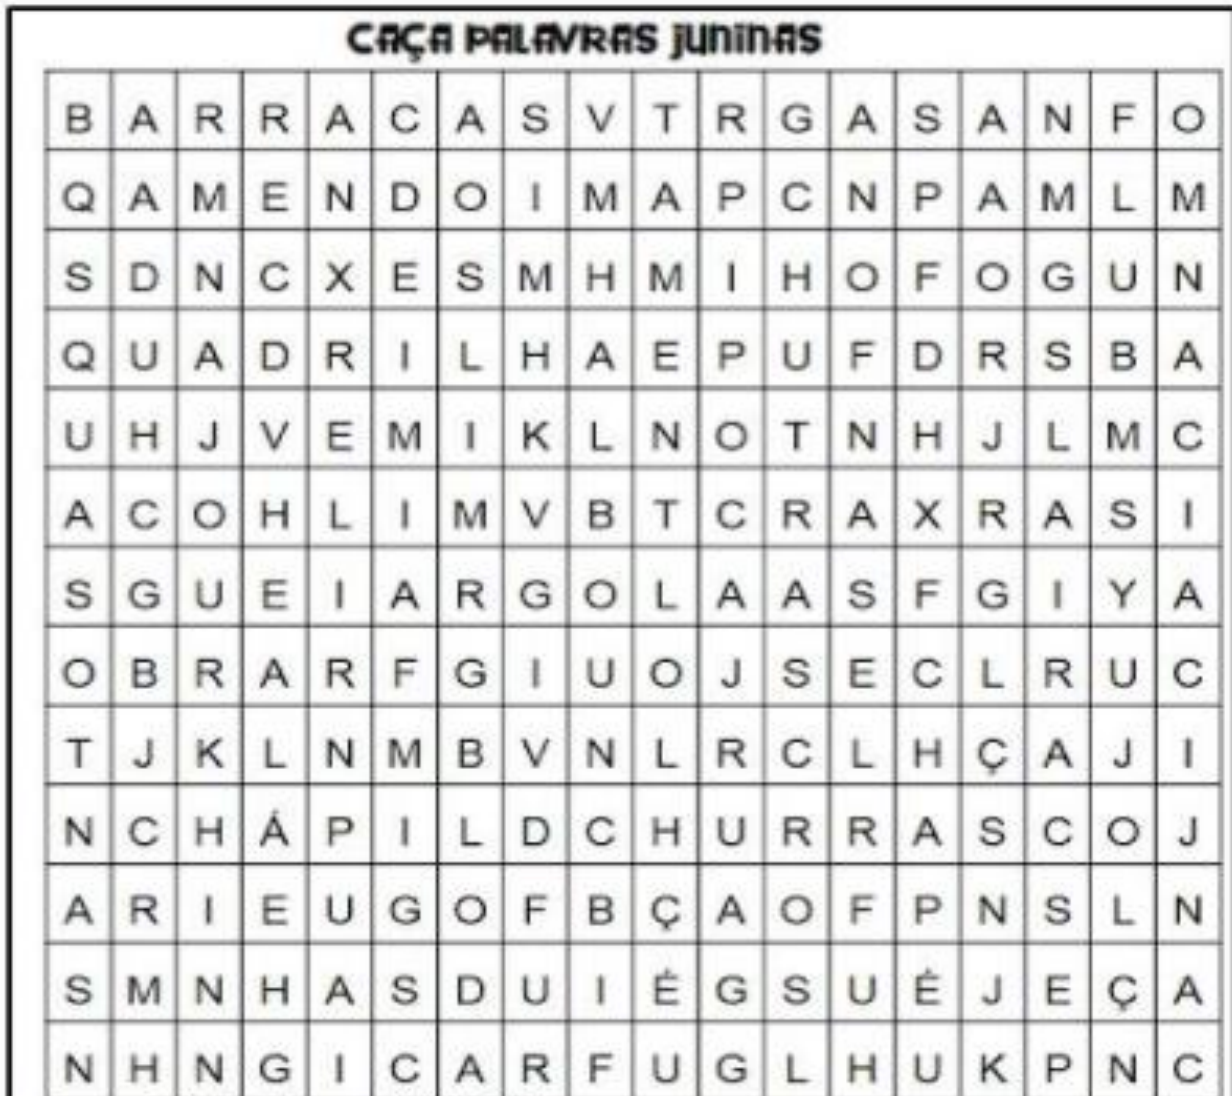 CAÇA PALAVRAS JUNINAS
B A R R A C A S V T R G A S A N F O
Q A M E N D O I M A P C N P A M L M
S D N C X E S M H M I H O F O G U N
Q U A D R I L H A E P U F D R S B A
U H J V E M I K L N O T N H J L M C
A C O H L I M V B T C R A X R A S I
S G U E I A R G O L A A S F G I Y A
O B R A R F G I U O J S E C L R U C
T J K L N M B V N L R C L H Ç A J I
N C H Á P I L D C H U R R A S C O J
A R I E U G O F B Ç A O F P N S L N
S M N H A S D U I É G S U É J E Ç A
N H N G I C A R F U G L H U K P N C